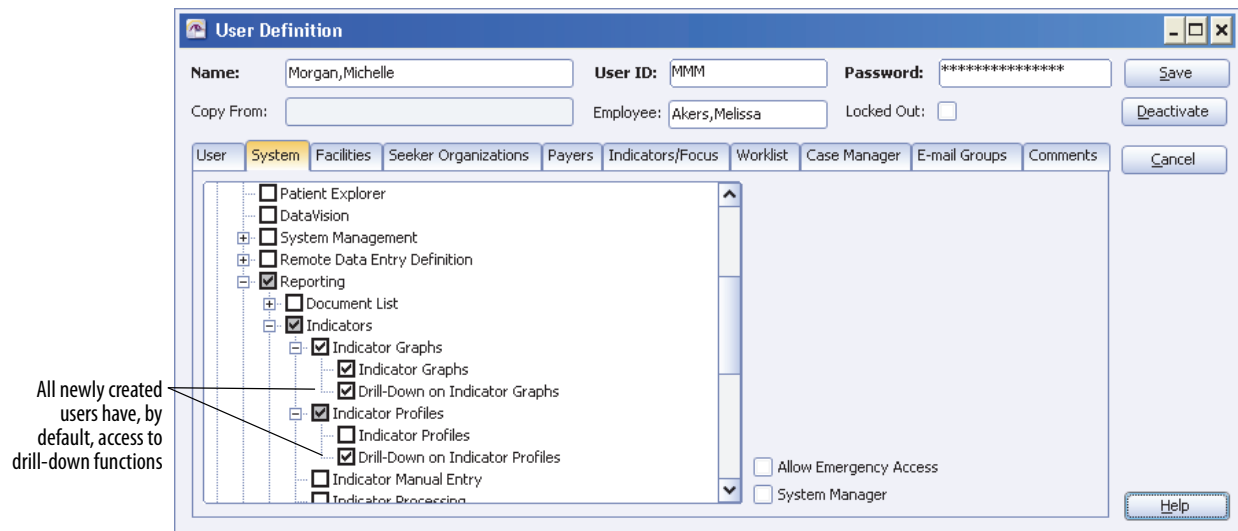 User Definition
Name: Morgan,Michelle User ID: MMM Password: *************** Save
Copy From: Employee: Akers,Melissa Locked Out: Deactivate
User System Facilities Seeker Organizations Payers Indicators/Focus Worklist Case Manager E-mail Groups Comments Cancel
Patient Explorer
DataVision
System Management
Remote Data Entry Definition
Reporting
Document List
Indicators
Indicator Graphs
Indicator Graphs
Drill-Down on Indicator Graphs
Indicator Profiles
Indicator Profiles
Drill-Down on Indicator Profiles
Indicator Manual Entry
Indicator Processing
All newly created
users have, by
default, access to
drill-down functions
Allow Emergency Access
System Manager
Help